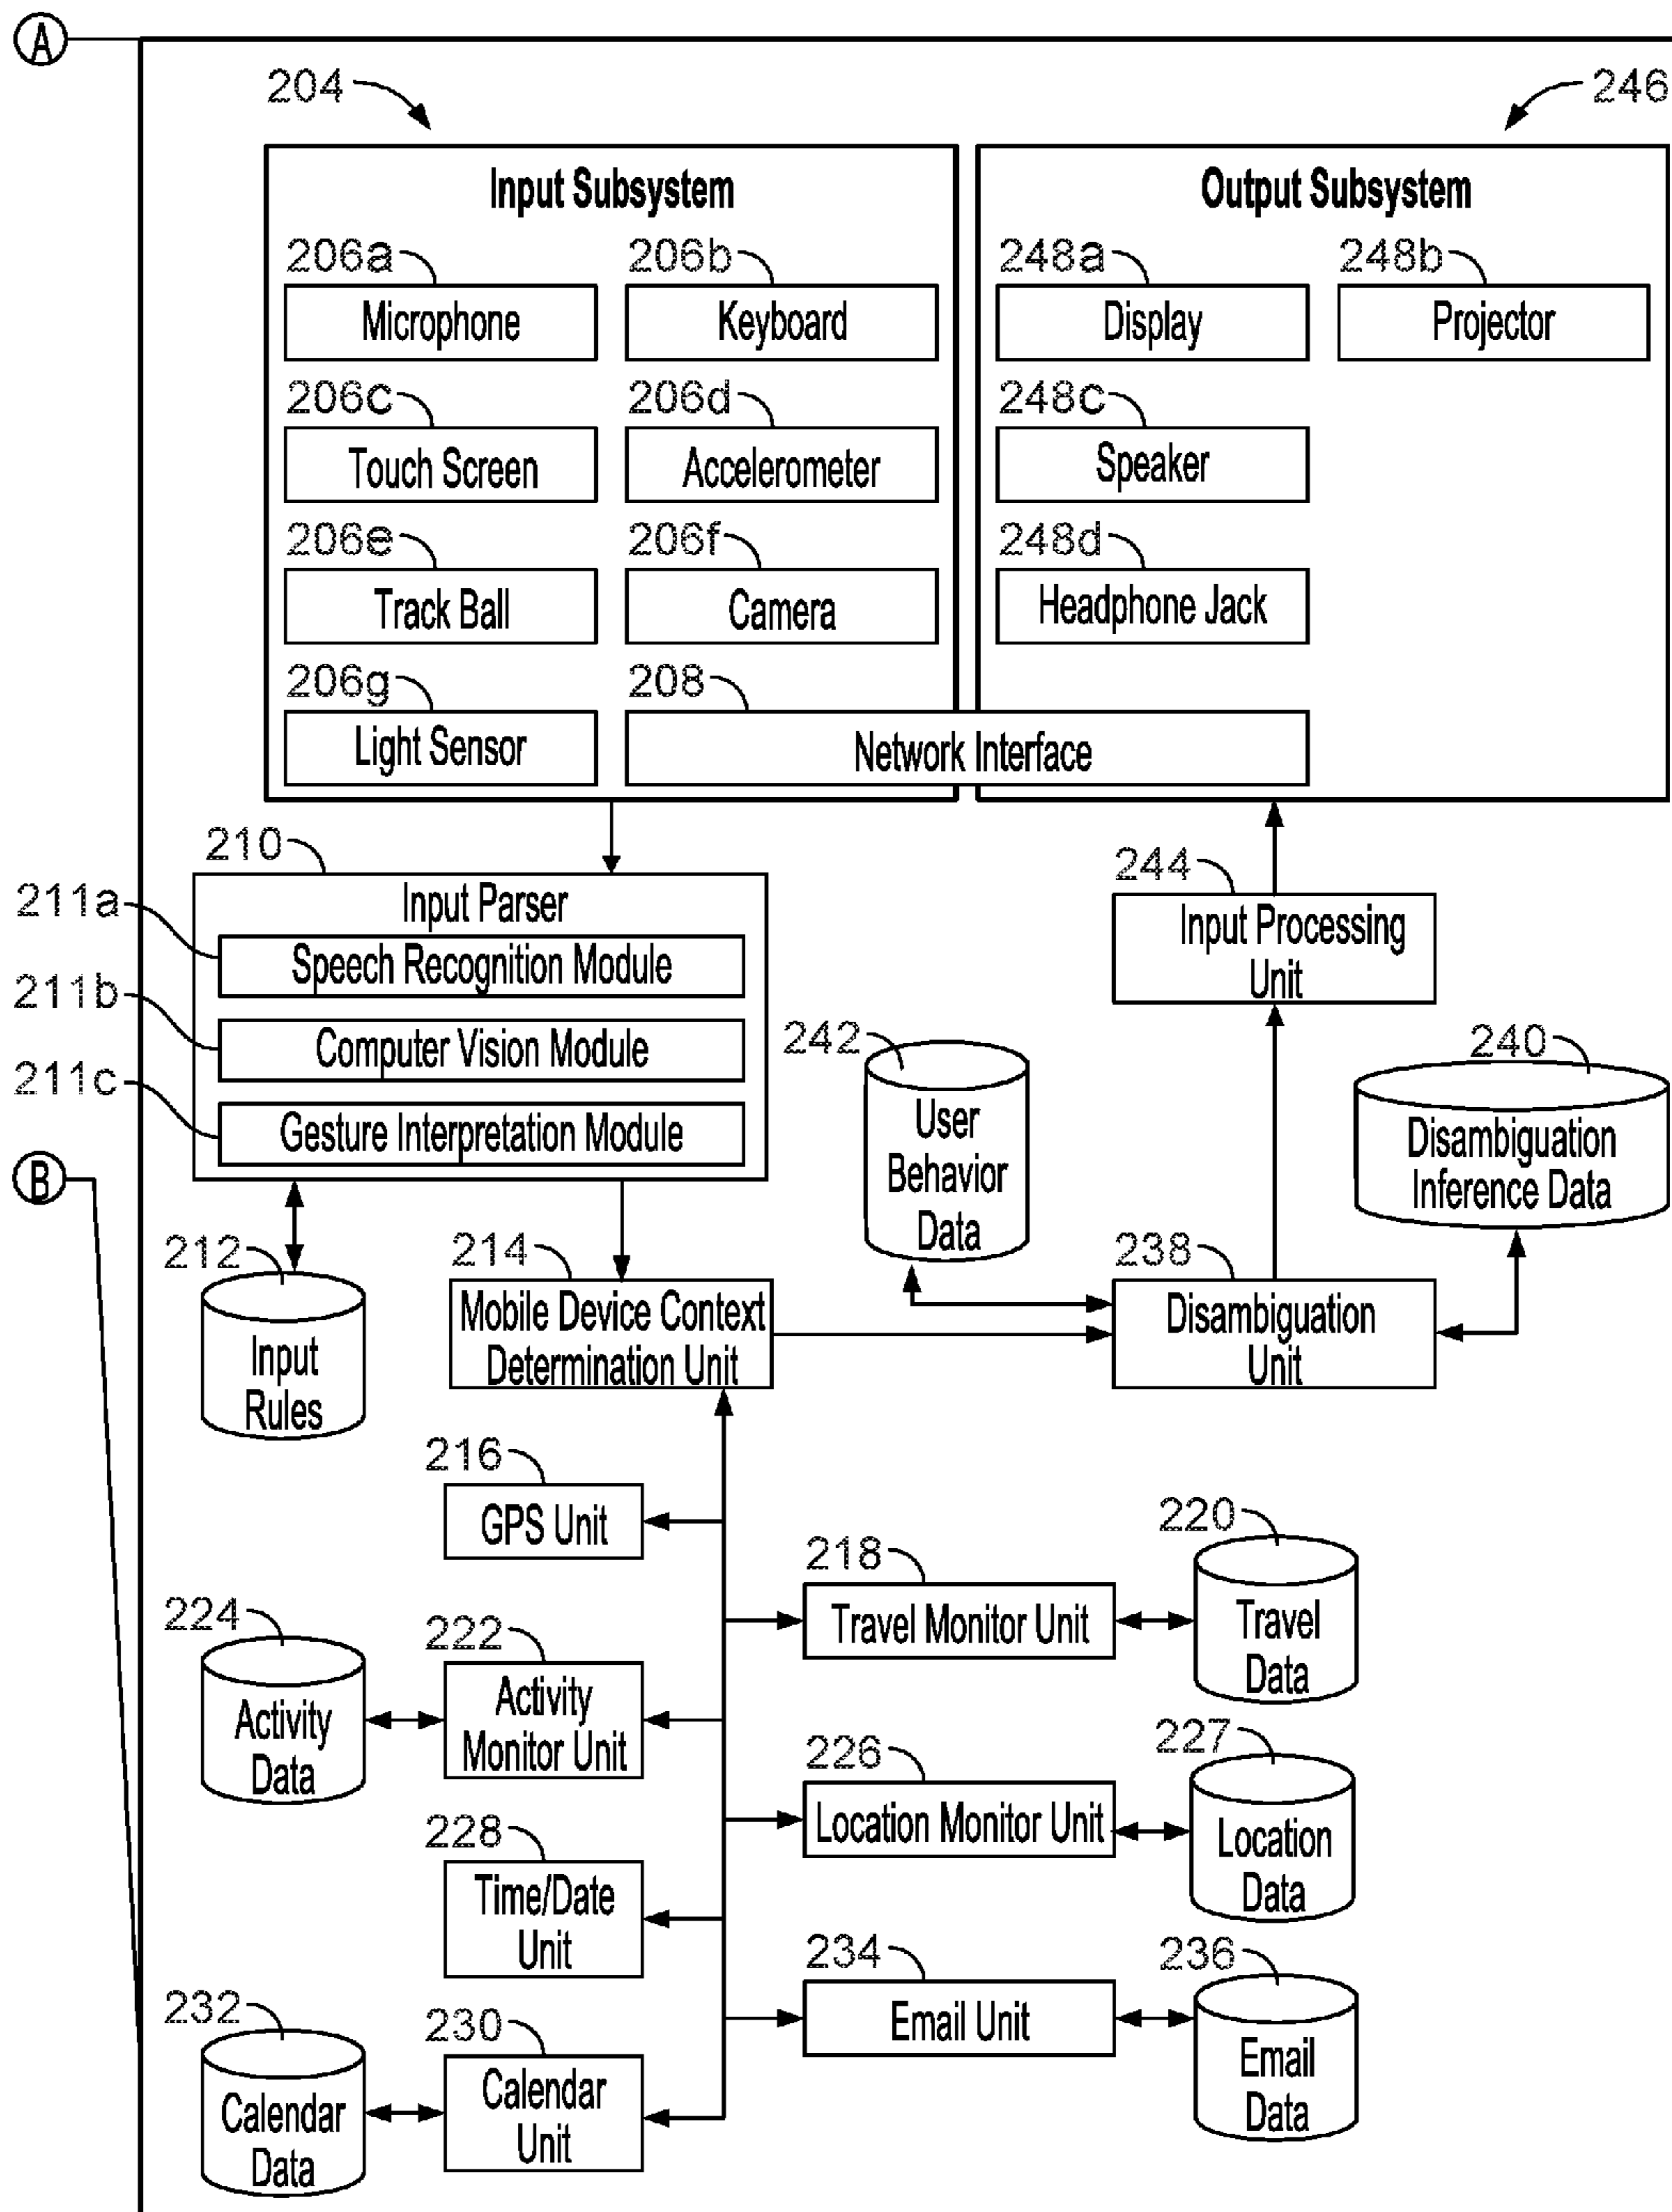 A
204
246
Input Subsystem
Output Subsystem
206a
206b
248a
248b
Microphone
Keyboard
Display
Projector
206c
206d
248c
Touch Screen
Accelerometer
Speaker
206e
206f
248d
Track Ball
Camera
Headphone Jack
206g
208
Light Sensor
Network Interface
210
244
211a
Input Parser
Input Processing
Unit
Speech Recognition Module
211b
Computer Vision Module
242
240
211c
Gesture Interpretation Module
User
Behavior
Data
Disambiguation
Inference Data
B
212
214
238
Input
Rules
Mobile Device Context
Determination Unit
Disambiguation
Unit
216
GPS Unit
218
220
Travel Monitor Unit
Travel
Data
224
222
Activity
Data
Activity
Monitor Unit
226
227
Location Monitor Unit
Location
Data
228
Time/Date
Unit
234
236
Email Unit
Email
Data
232
230
Calendar
Data
Calendar
Unit